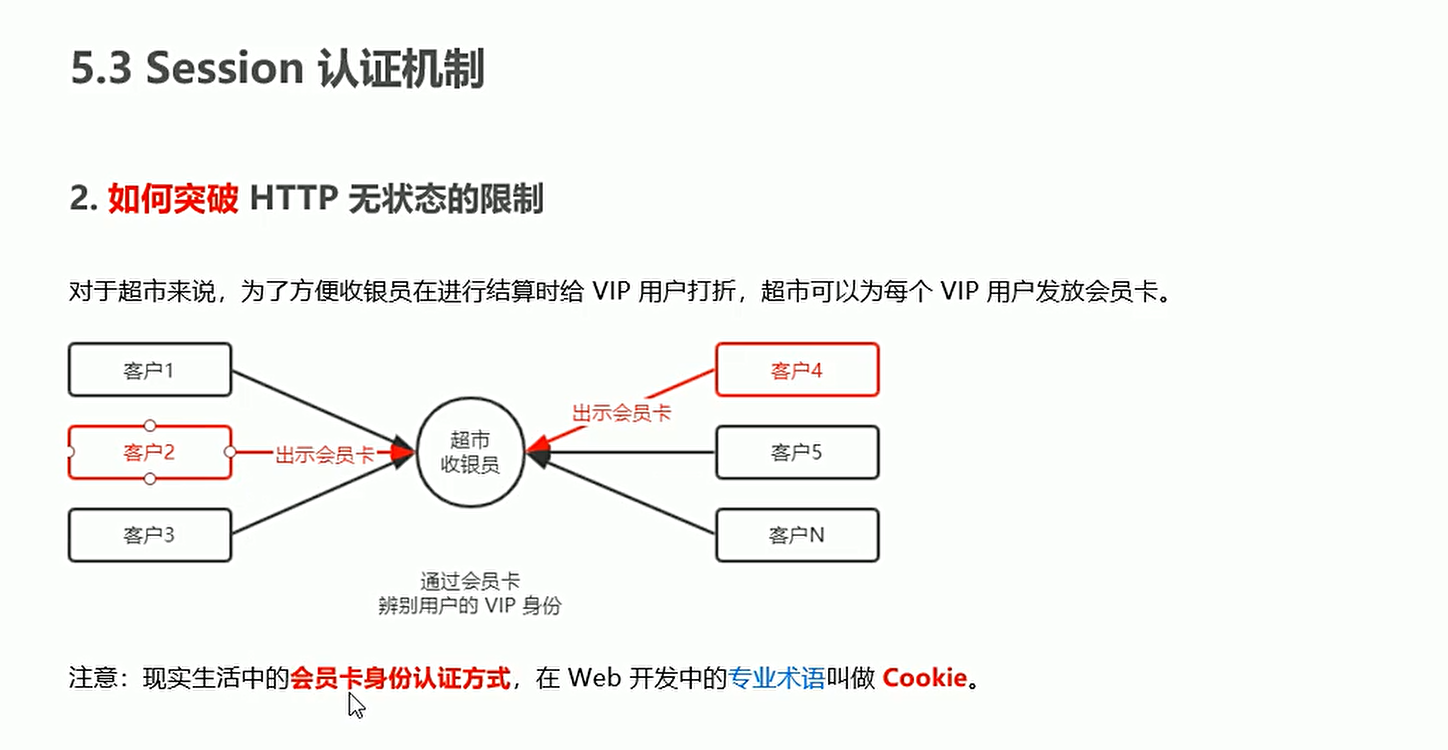 5.3 Session 认证机制
2. 如何突破 HTTP 无状态的限制
对于超市来说，为了方便收银员在进行结算时给 VIP 用户打折，超市可以为每个 VIP 用户发放会员卡。
客户1
客户2
客户3
出示会员卡
超市
收银员
出示会员卡
客户4
客户5
客户N
通过会员卡
辨别用户的 VIP 身份
注意：现实生活中的会员卡身份认证方式，在 Web 开发中的专业术语叫做 Cookie。